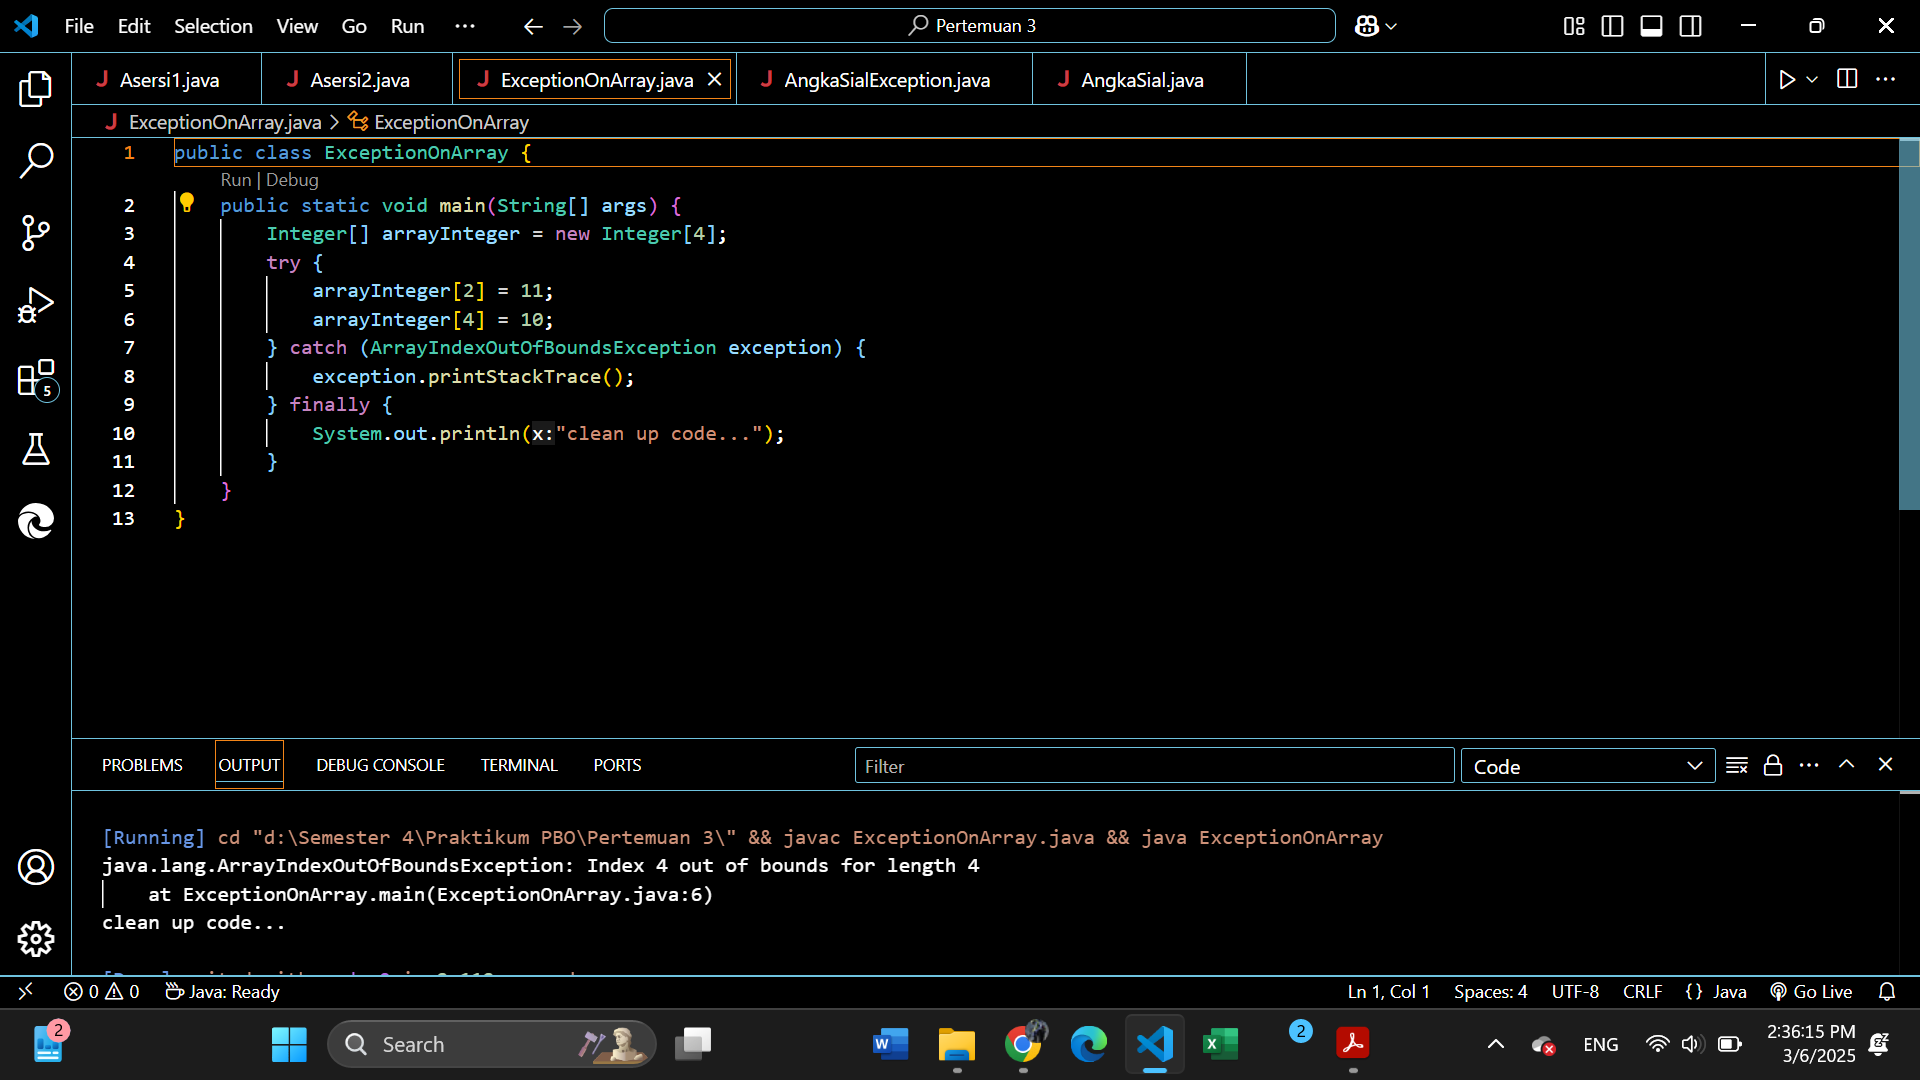 File Edit Selection View Go Run ··· Pertemuan 3
Asersi1.java Asersi2.java ExceptionOnArray.java AngkaSialException.java AngkaSial.java
ExceptionOnArray.java > ExceptionOnArray
1 public class ExceptionOnArray {
Run | Debug
2 public static void main(String[] args) {
3 Integer[] arrayInteger = new Integer[4];
4 try {
5 arrayInteger[2] = 11;
6 arrayInteger[4] = 10;
7 } catch (ArrayIndexOutOfBoundsException exception) {
8 exception.printStackTrace();
9 } finally {
10 System.out.println(x:"clean up code...");
11 }
12 }
13 }
5
PROBLEMS OUTPUT DEBUG CONSOLE TERMINAL PORTS Filter Code
[Running] cd "d:\Semester 4\Praktikum PBO\Pertemuan 3\" && javac ExceptionOnArray.java && java ExceptionOnArray
java.lang.ArrayIndexOutOfBoundsException: Index 4 out of bounds for length 4
at ExceptionOnArray.main(ExceptionOnArray.java:6)
clean up code...
0 0 Java: Ready Ln 1, Col 1 Spaces: 4 UTF-8 CRLF {} Java Go Live
2 Search 2 ENG 2:36:15 PM
3/6/2025